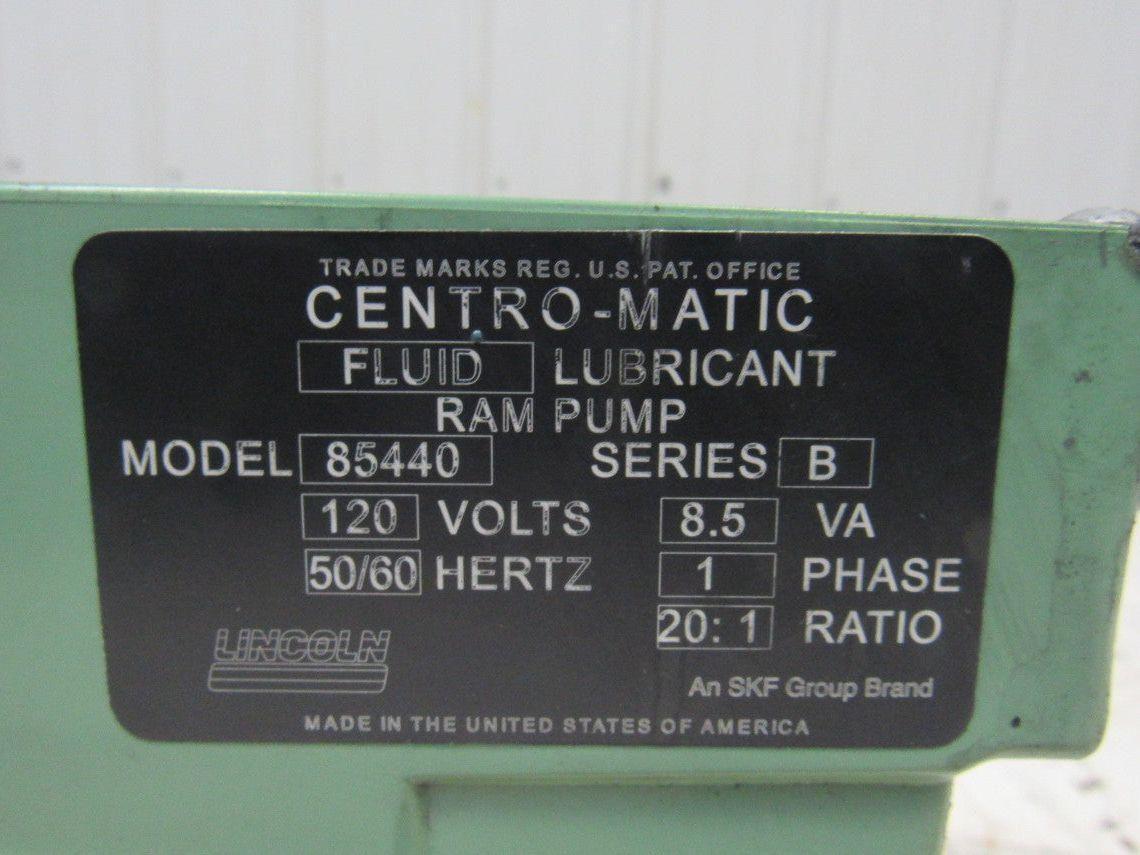 TRADE MARKS REG. U.S. PAT. OFFICE
CENTRO-MATIC
FLUID LUBRICANT
RAM PUMP
MODEL 85440 SERIES B
120 VOLTS 8.5 VA
50/60 HERTZ 1 PHASE
20:1 RATIO
LINCOLN
An SKF Group Brand
MADE IN THE UNITED STATES OF AMERICA